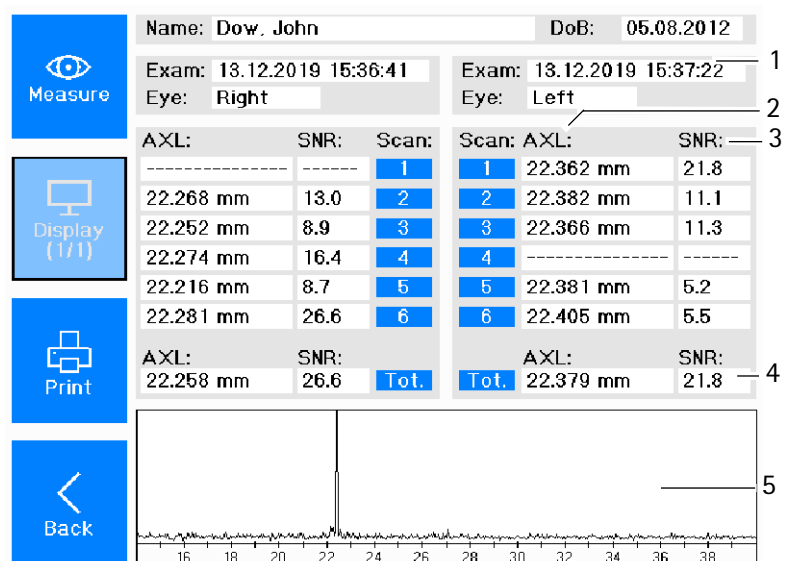 Name: Dow, John DoB: 05.08.2012
Measure
Exam: 13.12.2019 15:36:41 Exam: 13.12.2019 15:37:22 1
Eye: Right Eye: Left
2
AXL: SNR: Scan: Scan: AXL: SNR: 3
---------------- ------ 1 1 22.362 mm 21.8
22.268 mm 13.0 2 2 22.382 mm 11.1
Display
(1/1)
22.252 mm 8.9 3 3 22.366 mm 11.3
22.274 mm 16.4 4 4 ---------------- ------
22.216 mm 8.7 5 5 22.381 mm 5.2
22.281 mm 26.6 6 6 22.405 mm 5.5
AXL: SNR: AXL: SNR:
Print
22.258 mm 26.6 Tot. Tot. 22.379 mm 21.8 4
5
Back
16 18 20 22 24 26 28 30 32 34 36 38